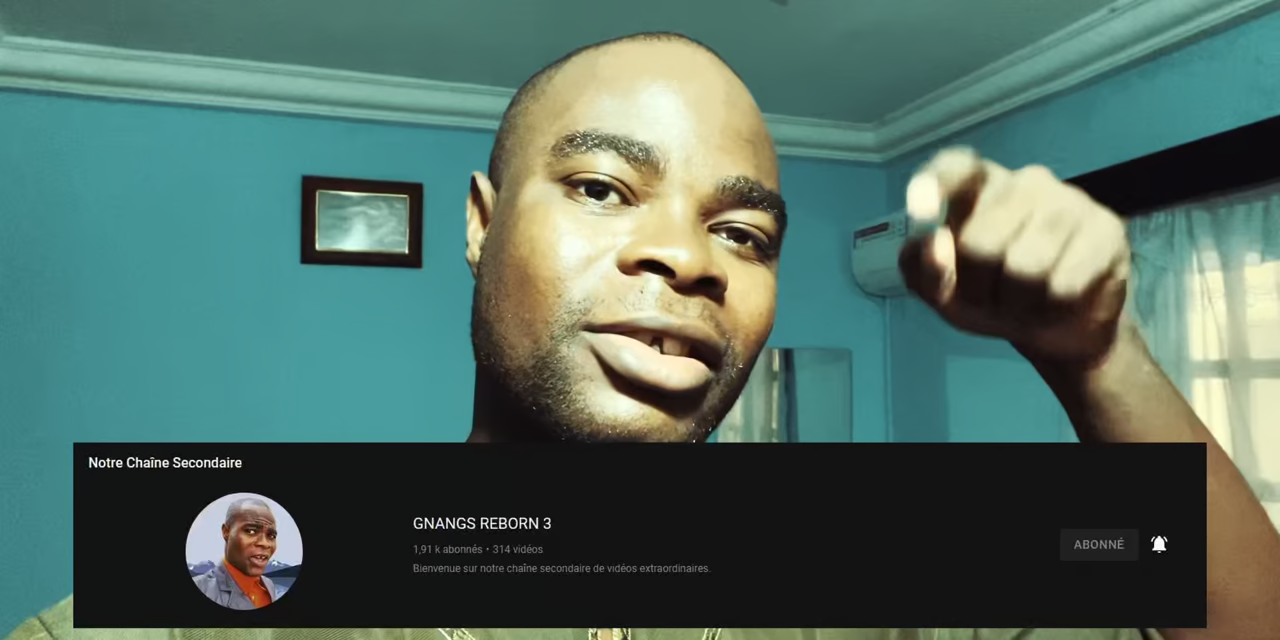 Notre Chaîne Secondaire
GNANGS REBORN 3
1,91 k abonnés • 314 vidéos
Bienvenue sur notre chaîne secondaire de vidéos extraordinaires.
ABONNÉ